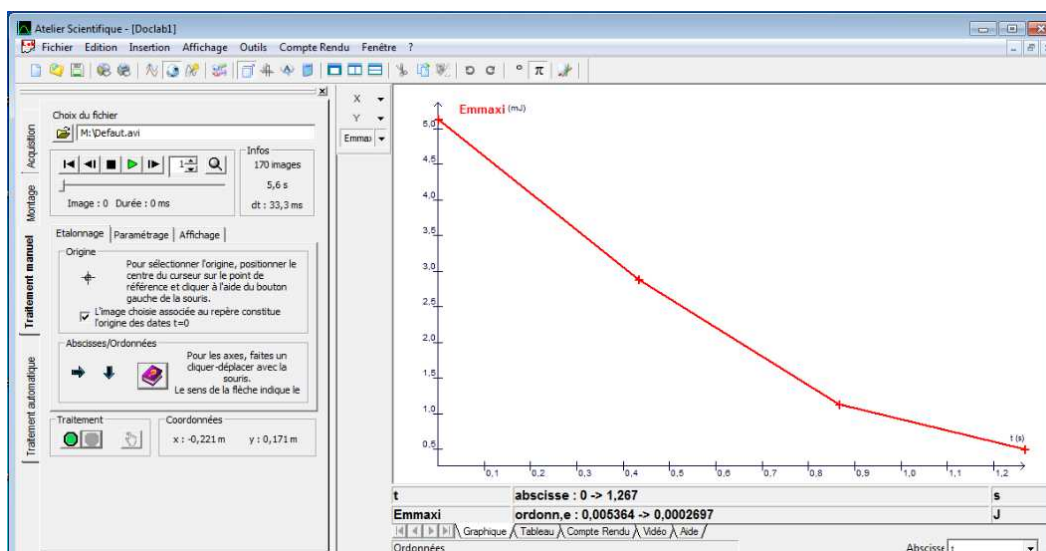 Atelier Scientifique - [Doclab1]
Fichier Edition Insertion Affichage Outils Compte Rendu Fenêtre ?
Choix du fichier
M:\Defaut.avi
1
Image : 0 Durée : 0 ms
Infos
170 images
5,6 s
dt : 33,3 ms
Acquisition
Montage
Traitement manuel
Traitement automatique
Etalonnage Paramétrage Affichage
Origine
Pour sélectionner l'origine, positionner le
centre du curseur sur le point de
référence et cliquer à l'aide du bouton
gauche de la souris.
L'image choisie associée au repère constitue
l'origine des dates t=0
Abscisses/Ordonnées
Pour les axes, faites un
cliquer-déplacer avec la
souris.
Le sens de la flèche indique le
Traitement
Coordonnées
x : -0,221 m y : 0,171 m
X
Y
Emmax
Emmaxi (mJ)
5,0
4,5
4,0
3,5
3,0
2,5
2,0
1,5
1,0
0,5
t (s)
0,1 0,2 0,3 0,4 0,5 0,6 0,7 0,8 0,9 1,0 1,1 1,2
t abscisse : 0 -> 1,267 s
Emmaxi ordonn,e : 0,005364 -> 0,0002697 J
Graphique Tableau Compte Rendu Vidéo Aide
Ordonnées
Abscisse t